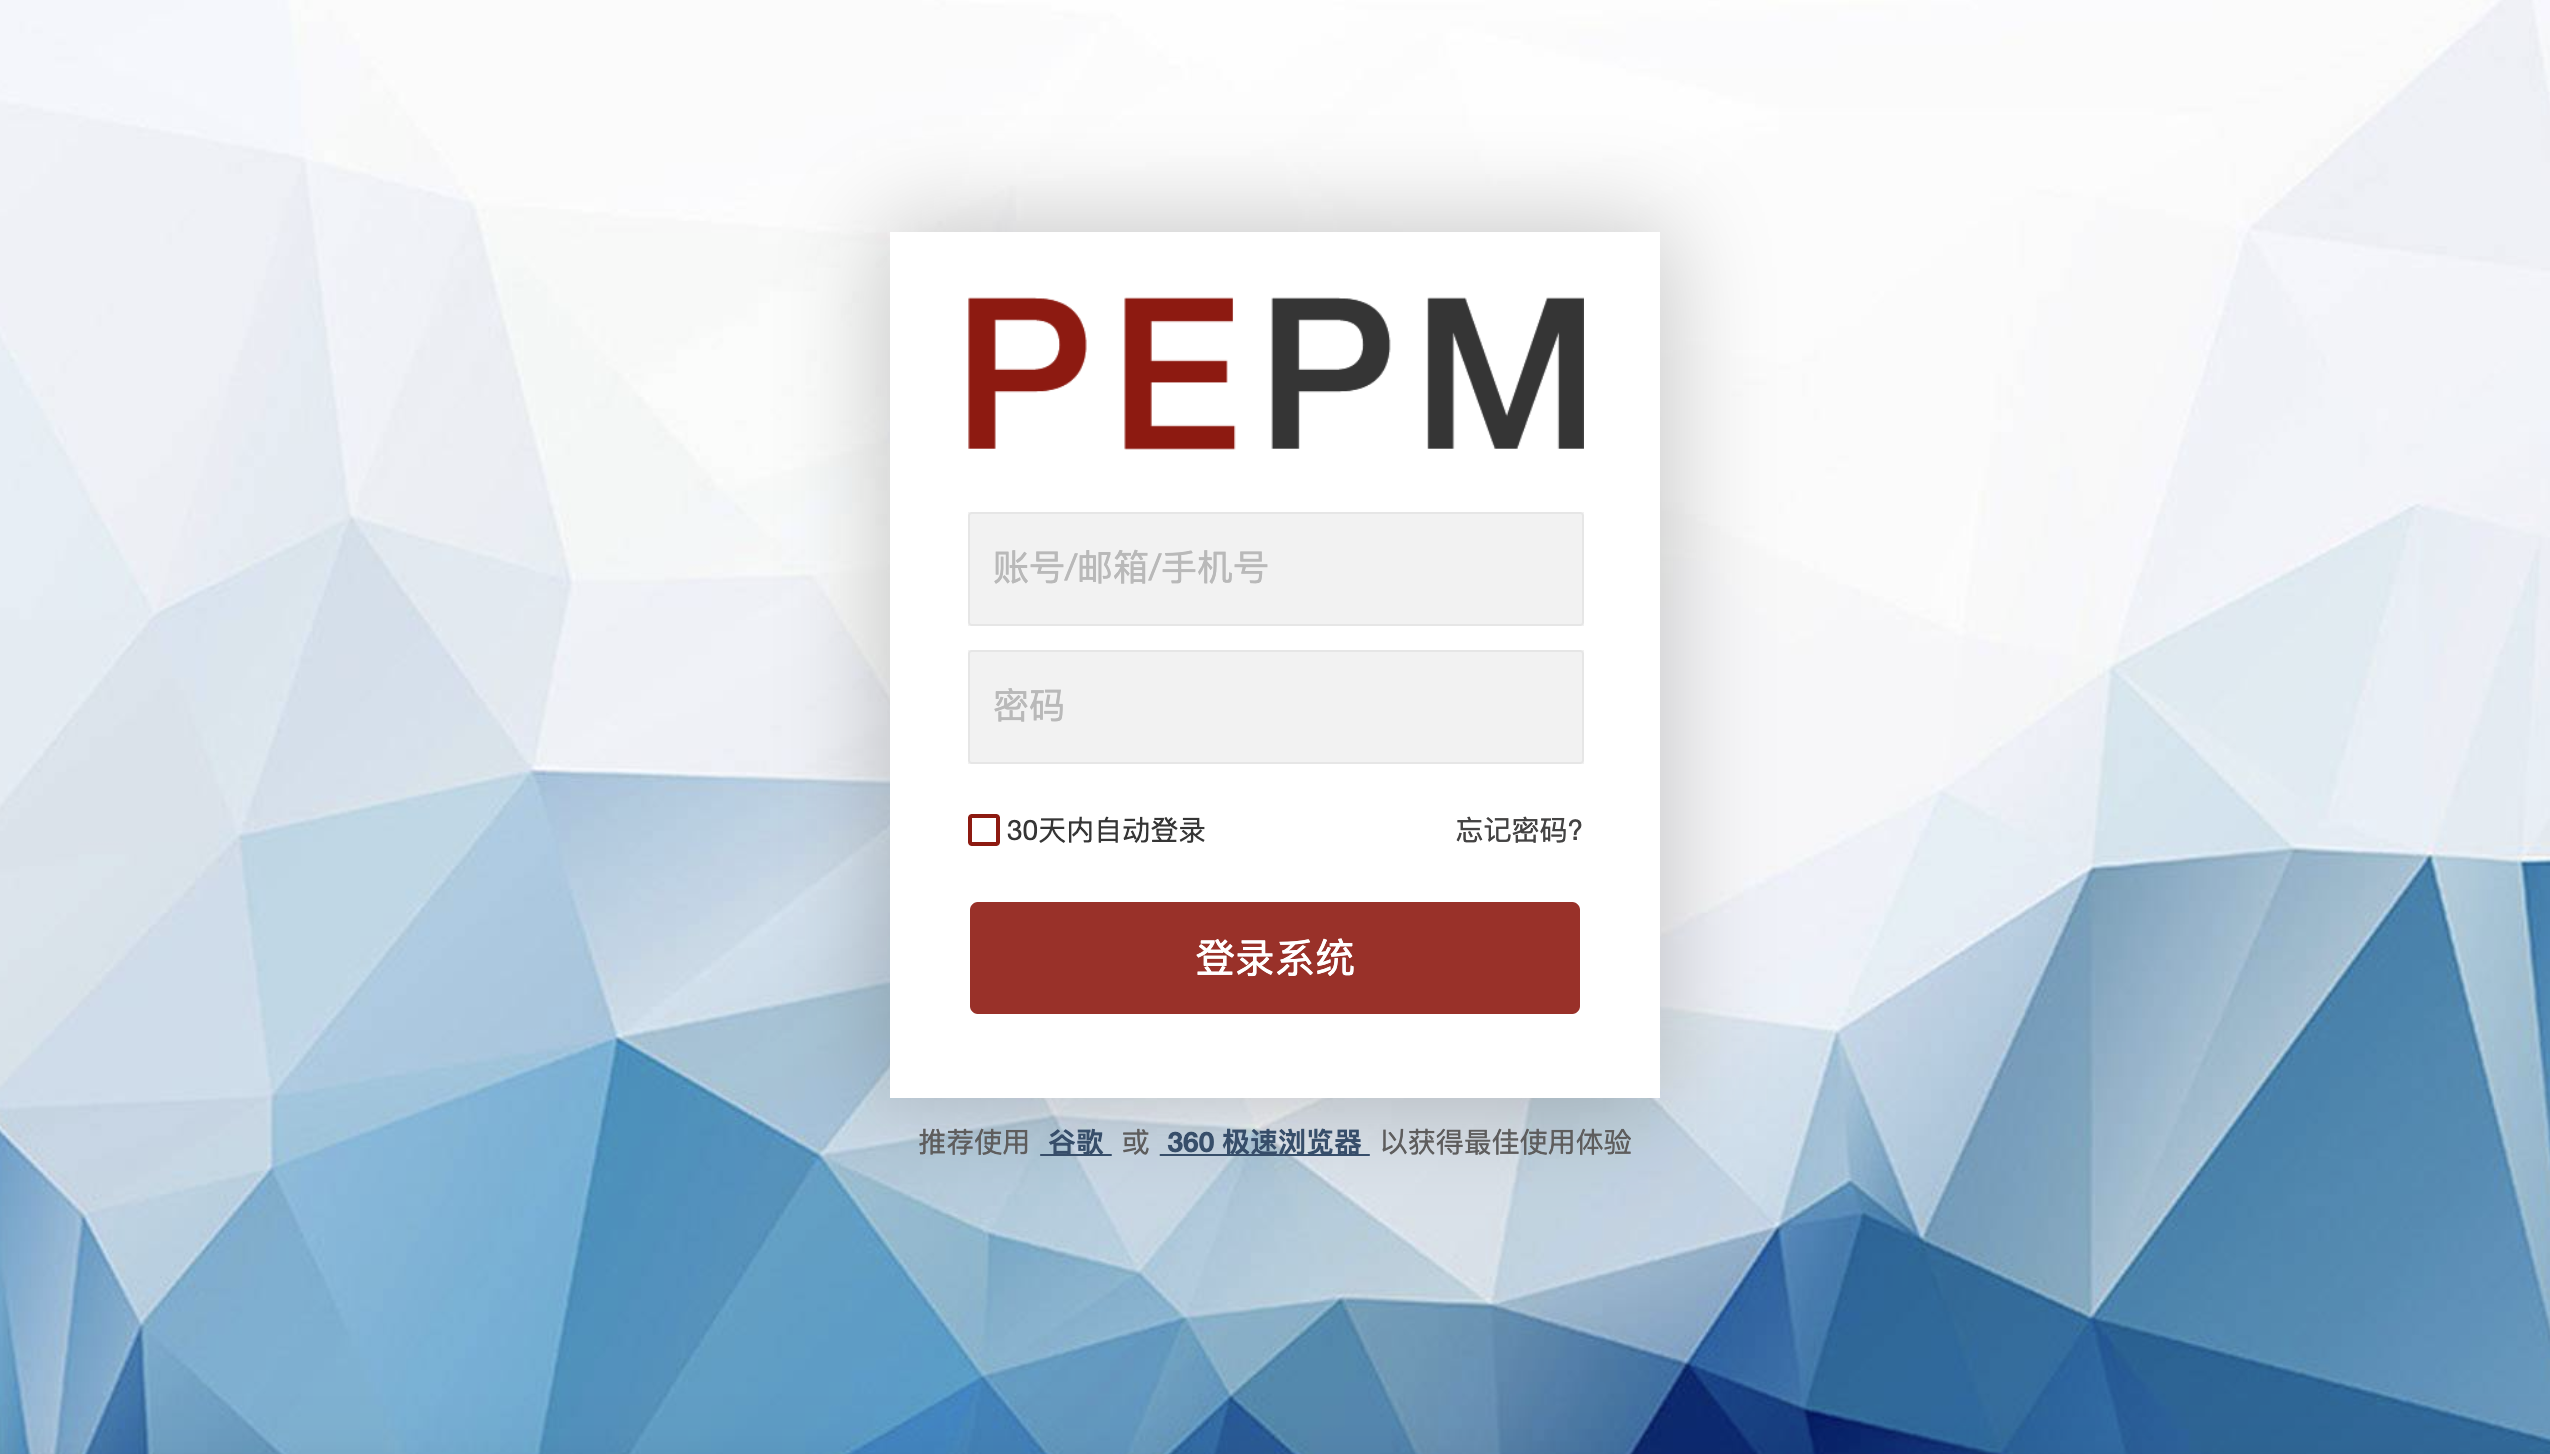 PEPM
账号/邮箱/手机号
密码
30天内自动登录 忘记密码?
登录系统
推荐使用 谷歌 或 360 极速浏览器 以获得最佳使用体验